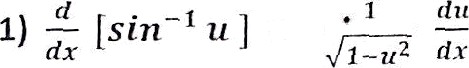 1) d/dx [sin⁻¹ u] 1/√(1−u²) du/dx